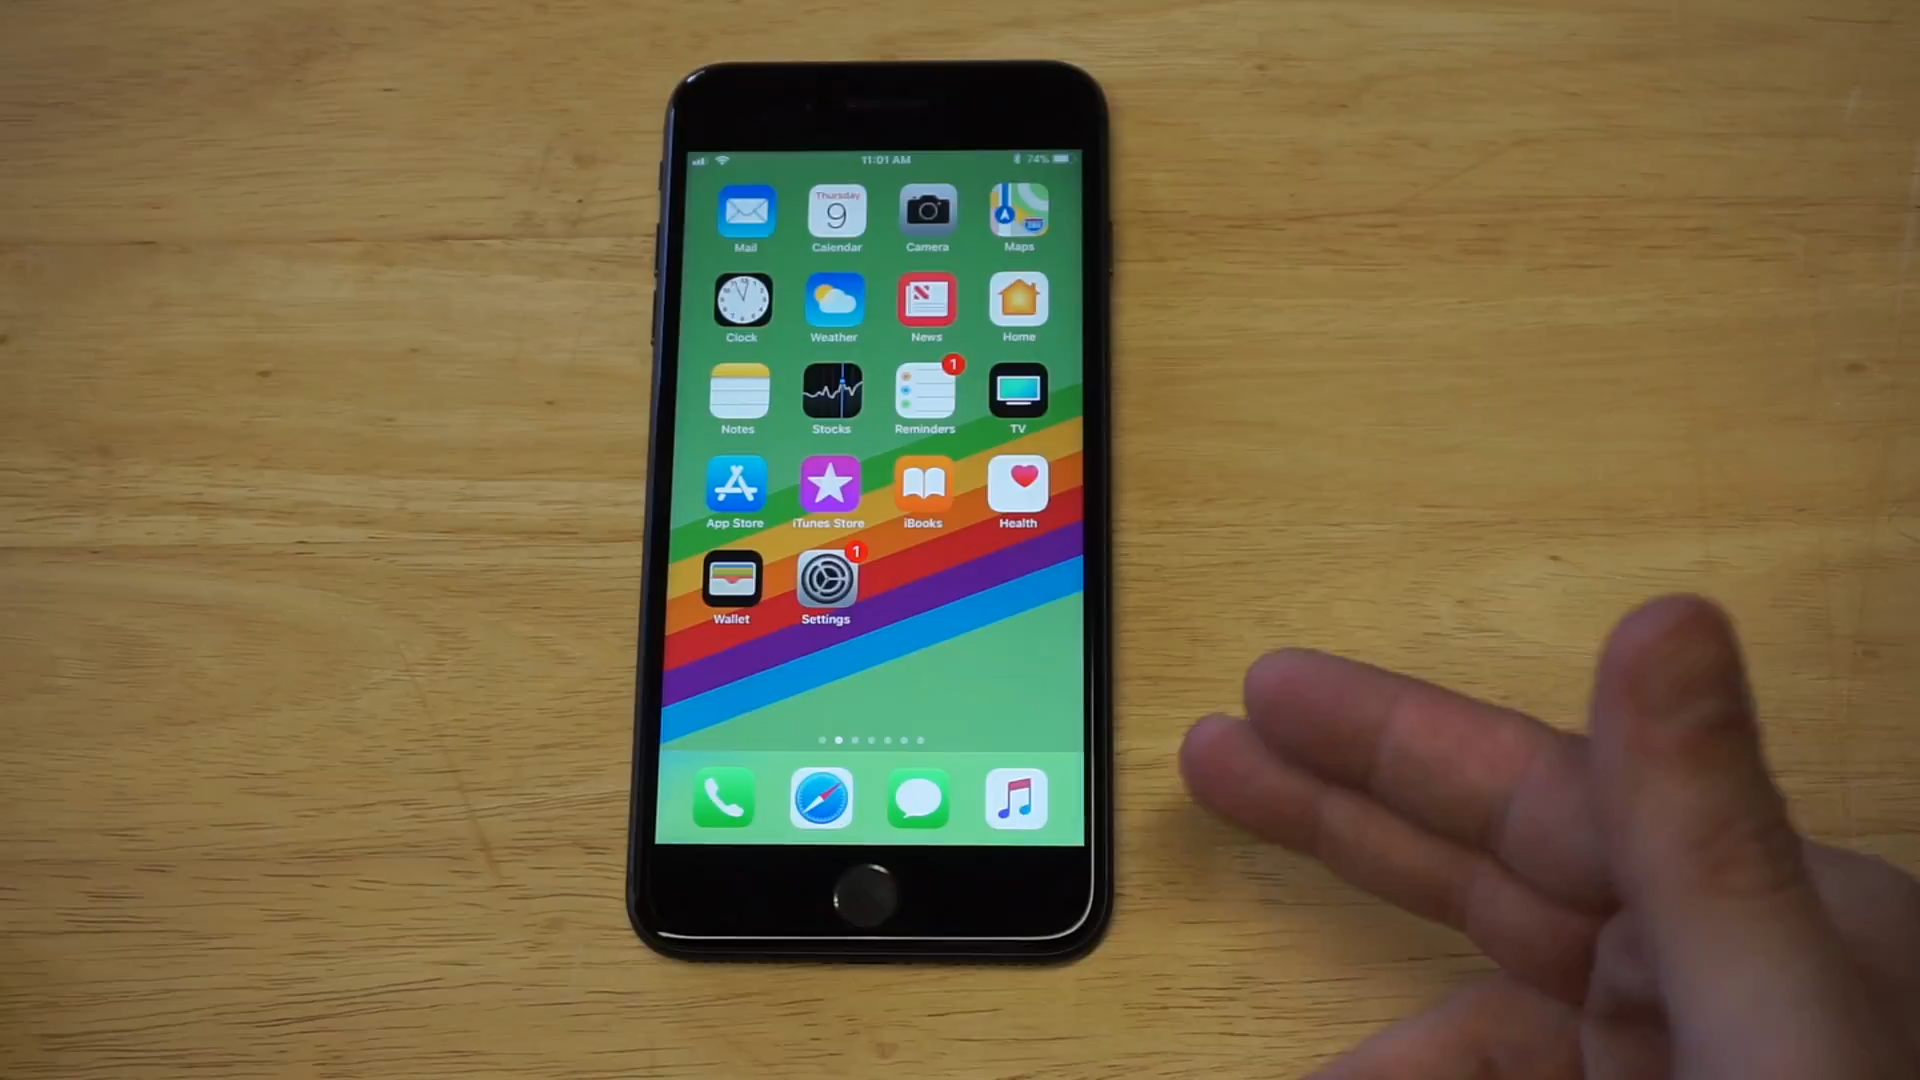 11:01 AM 74%
Thursday
9
Mail Calendar Camera Maps
Clock Weather News Home
1
Notes Stocks Reminders TV
App Store iTunes Store iBooks Health
1
Wallet Settings